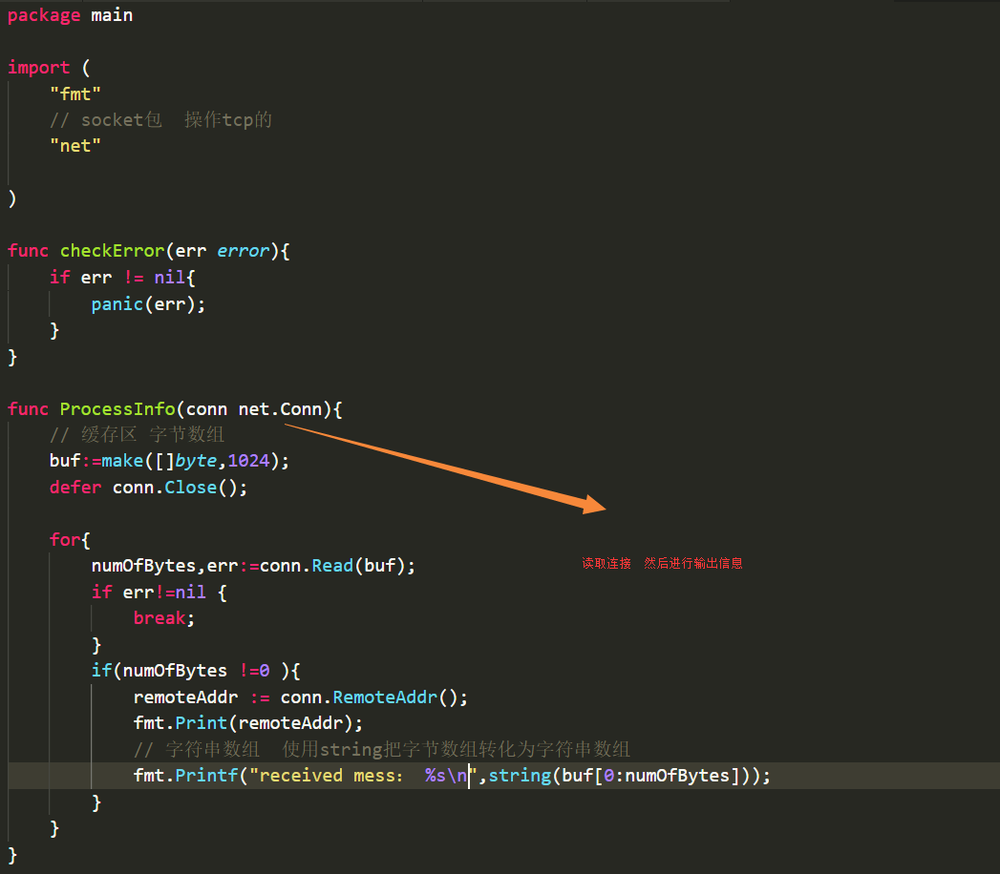 package main
import (
"fmt"
// socket包  操作tcp的
"net"
)
func checkError(err error){
if err != nil{
panic(err);
}
}
func ProcessInfo(conn net.Conn){
// 缓存区 字节数组
buf:=make([]byte,1024);
defer conn.Close();
for{
numOfBytes,err:=conn.Read(buf);
读取连接  然后进行输出信息
if err!=nil {
break;
}
if(numOfBytes !=0 ){
remoteAddr := conn.RemoteAddr();
fmt.Print(remoteAddr);
// 字符串数组  使用string把字节数组转化为字符串数组
fmt.Printf("received mess： %s\n",string(buf[0:numOfBytes]));
}
}
}